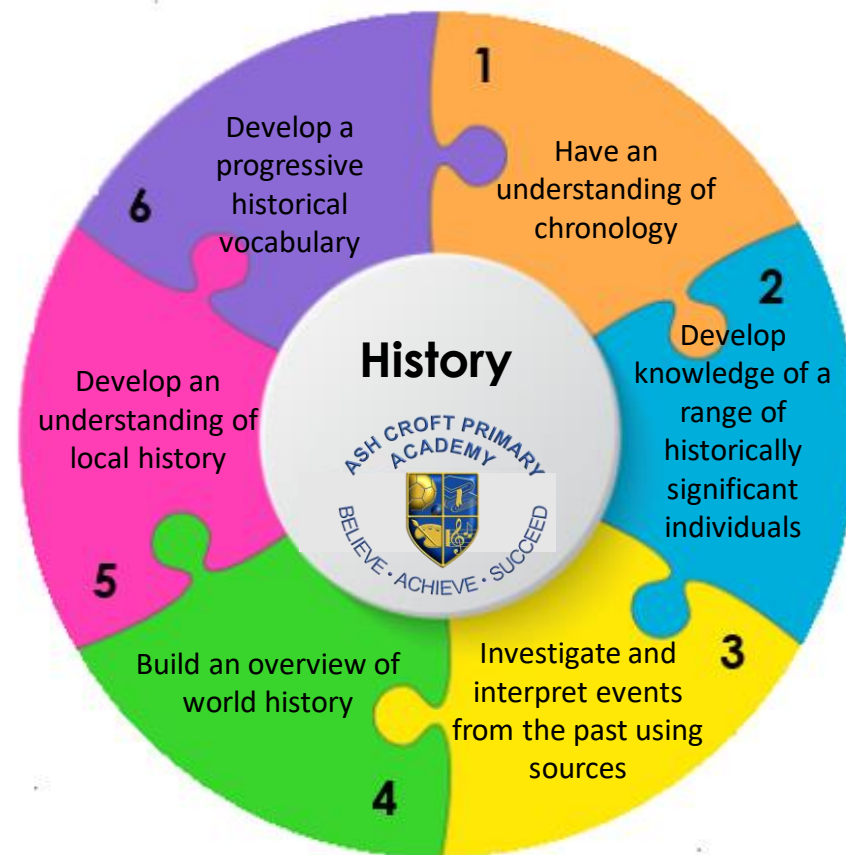 1
Have an
understanding of
chronology
2
Develop
knowledge of a
range of
historically
significant
individuals
3
Investigate and
interpret events
from the past using
sources
4
Build an overview of
world history
5
Develop an
understanding of
local history
6
Develop a
progressive
historical
vocabulary
History
ASH CROFT PRIMARY
ACADEMY
BELIEVE • ACHIEVE • SUCCEED